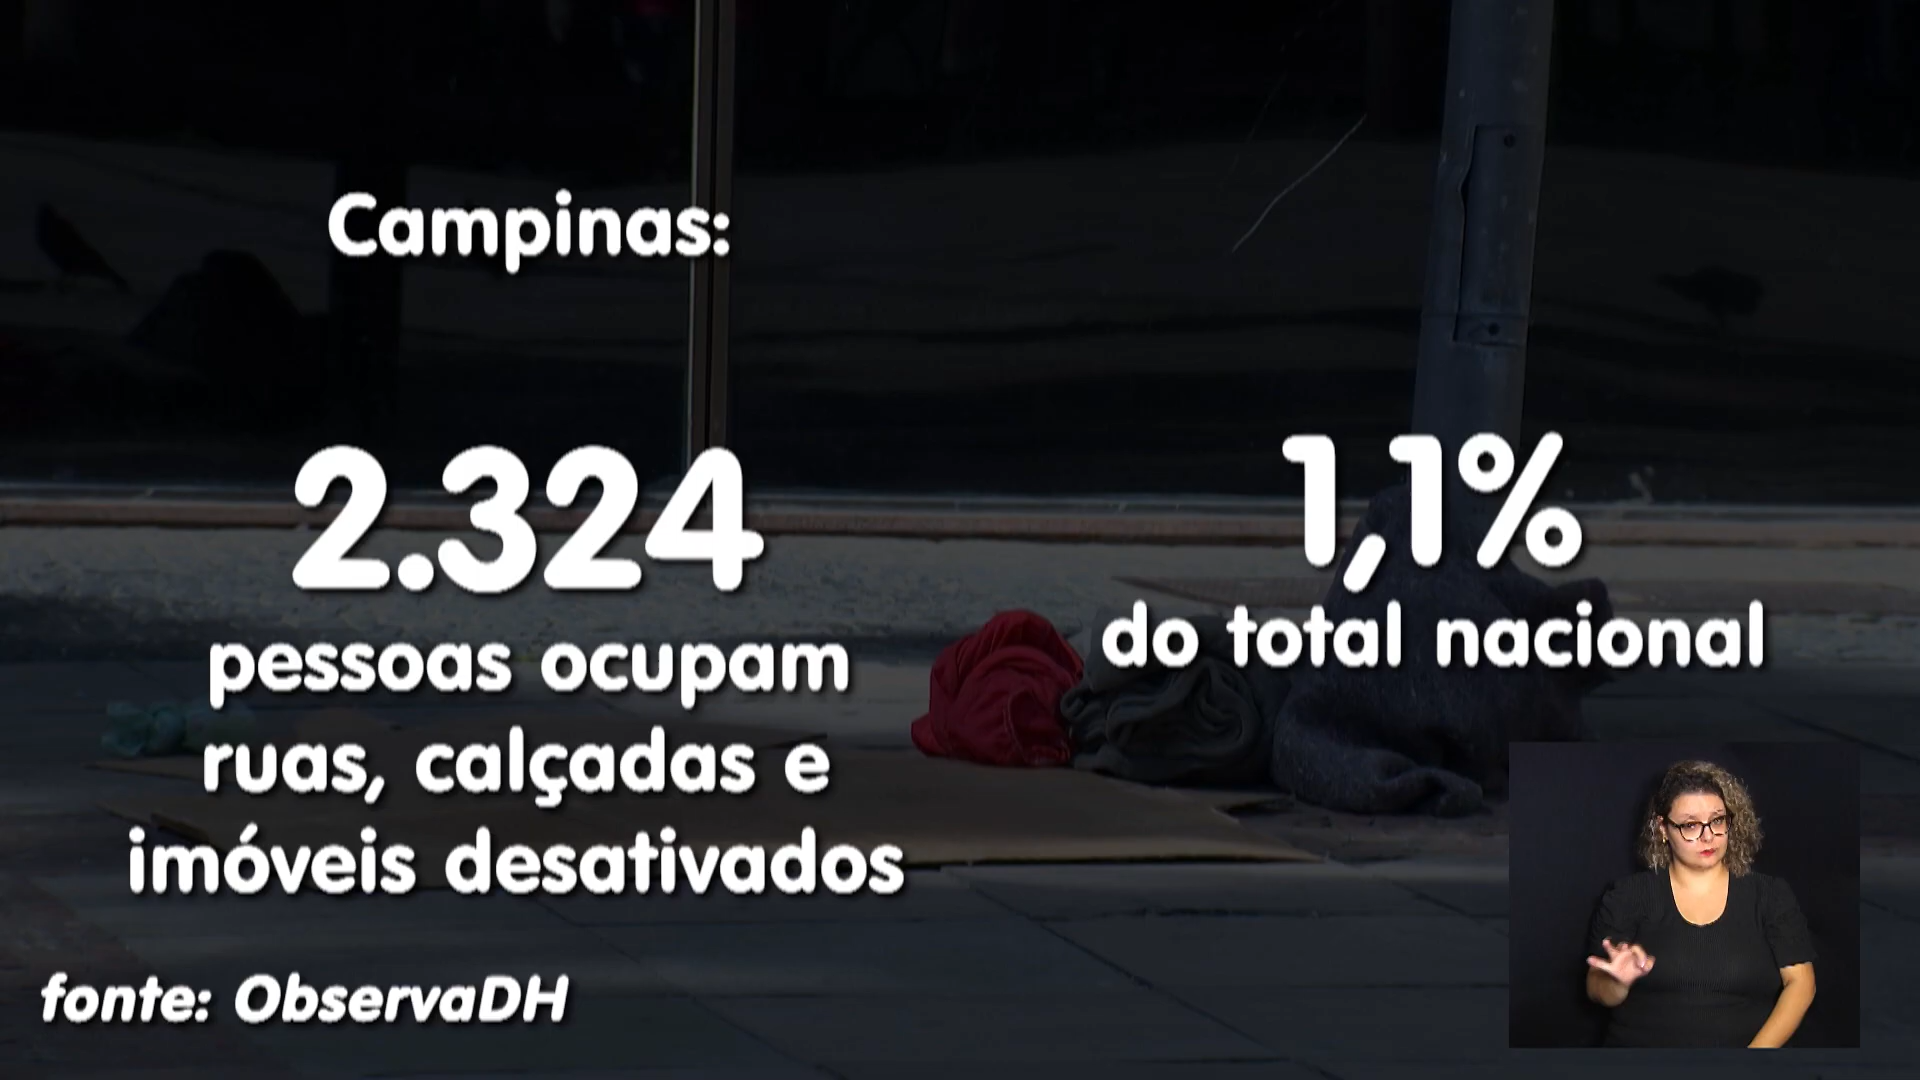 Campinas:
2.324
pessoas ocupam
ruas, calçadas e
imóveis desativados
1,1%
do total nacional
fonte: ObservaDH